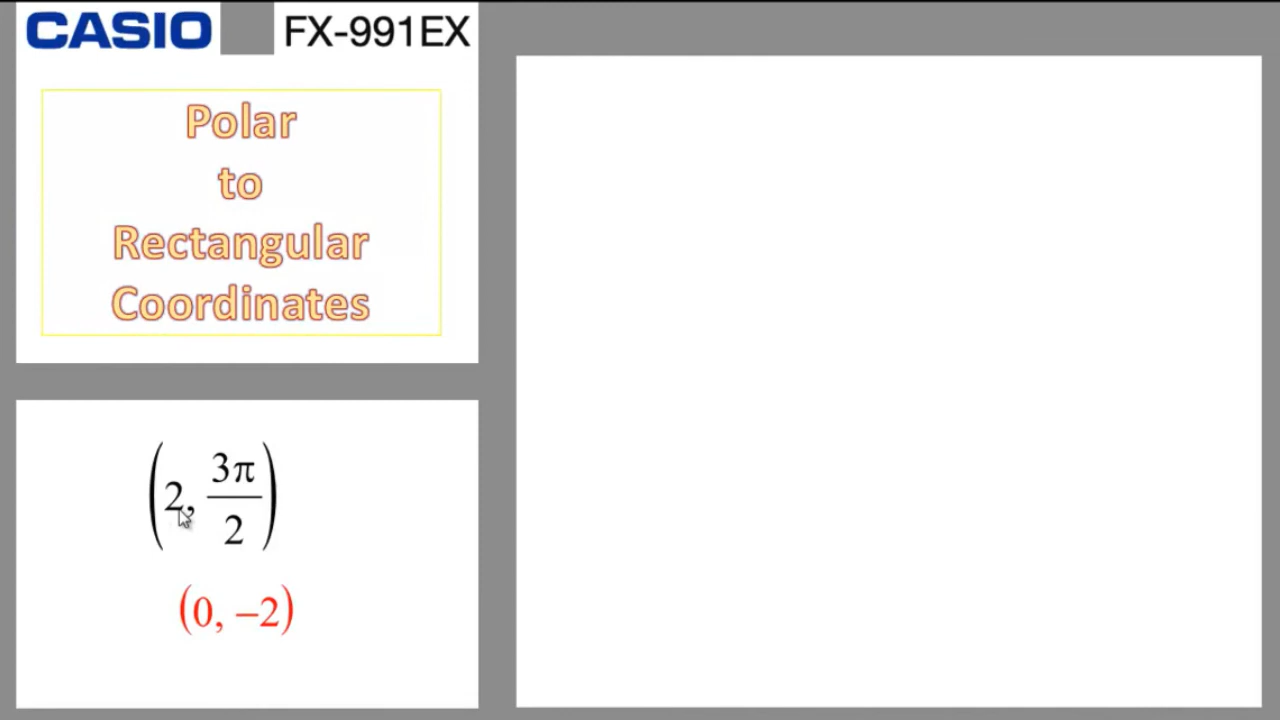 CASIO FX-991EX
Polar
to
Rectangular
Coordinates
(2, 3π/2)
(0, −2)